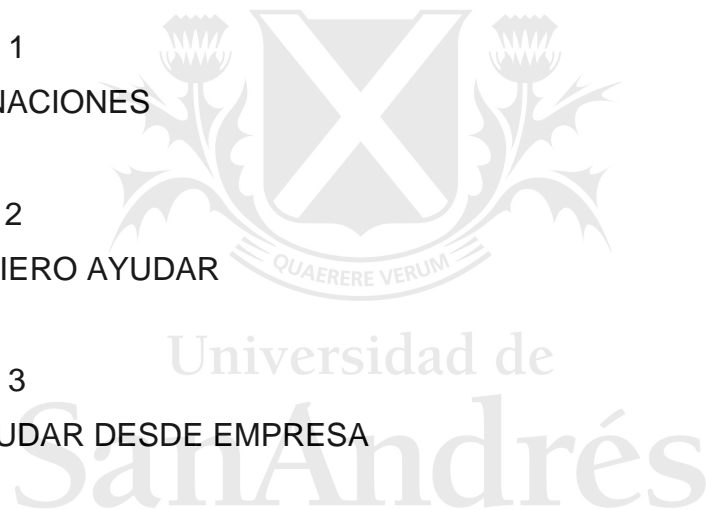 1
NACIONES
2
IERO AYUDAR
QUAERERE VERUM
Universidad de
3
UDAR DESDE EMPRESA
SanAndrés